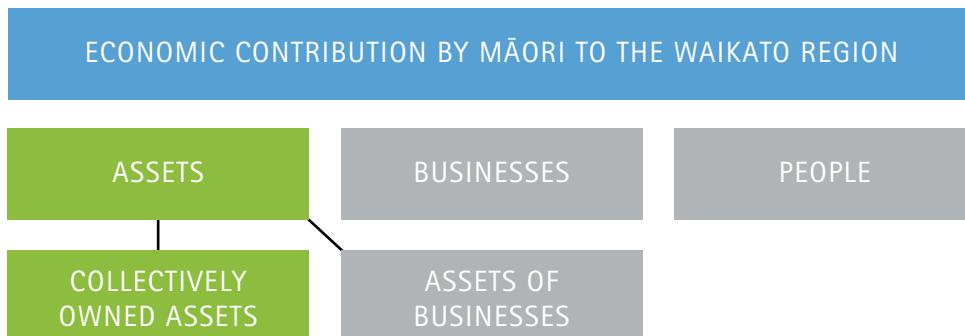 ECONOMIC CONTRIBUTION BY MĀORI TO THE WAIKATO REGION
ASSETS
BUSINESSES
PEOPLE
COLLECTIVELY
OWNED ASSETS
ASSETS OF
BUSINESSES